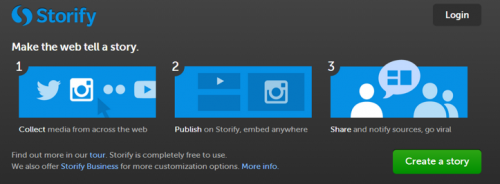 Storify
Login
Make the web tell a story.
1
2
3
Collect media from across the web
Publish on Storify, embed anywhere
Share and notify sources, go viral
Find out more in our tour. Storify is completely free to use.
We also offer Storify Business for more customization options. More info.
Create a story